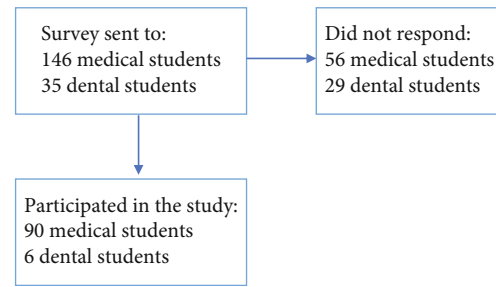 Survey sent to:
146 medical students
35 dental students
Did not respond:
56 medical students
29 dental students
Participated in the study:
90 medical students
6 dental students